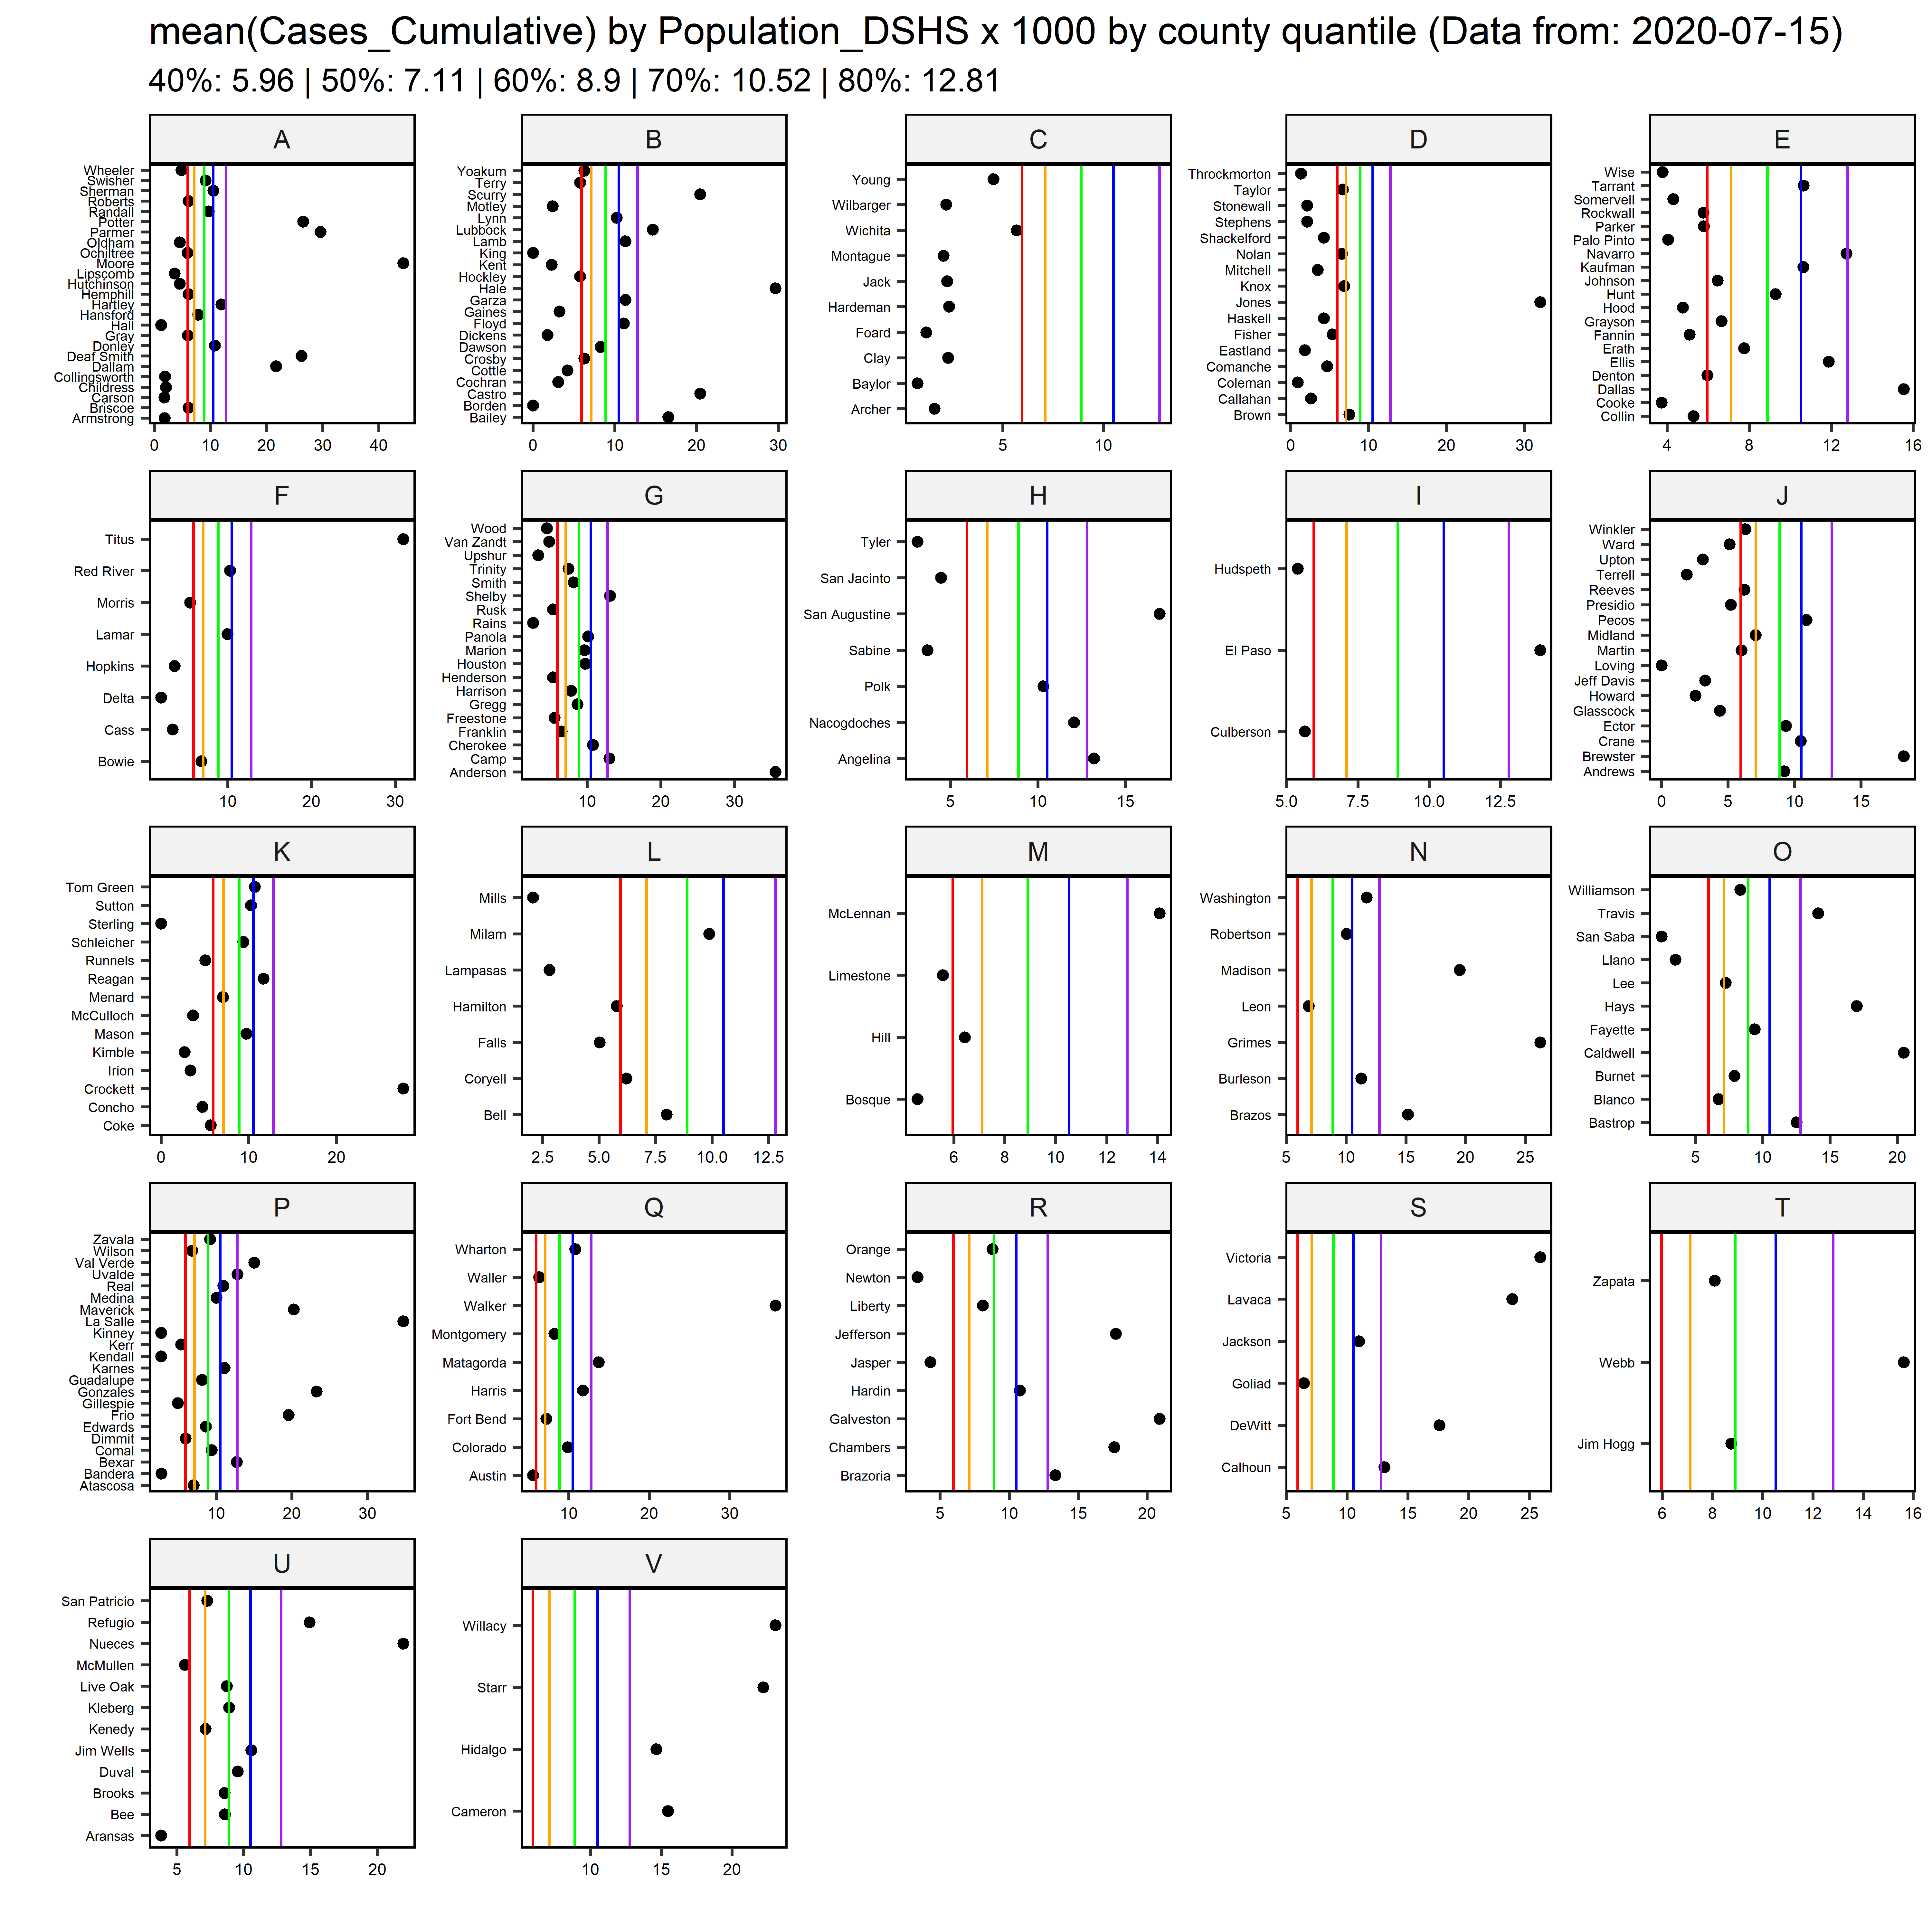 mean(Cases_Cumulative) by Population_DSHS x 1000 by county quantile (Data from: 2020-07-15)
40%: 5.96 | 50%: 7.11 | 60%: 8.9 | 70%: 10.52 | 80%: 12.81
A
Wheeler
Swisher
Sherman
Roberts
Randall
Potter
Parmer
Oldham
Ochiltree
Moore
Lipscomb
Hutchinson
Hemphill
Hartley
Hansford
Hall
Gray
Donley
Deaf Smith
Dallam
Collingsworth
Childress
Carson
Briscoe
Armstrong
0 10 20 30 40
B
Yoakum
Terry
Scurry
Motley
Lynn
Lubbock
Lamb
King
Kent
Hockley
Hale
Garza
Gaines
Floyd
Dickens
Dawson
Crosby
Cottle
Cochran
Castro
Borden
Bailey
0 10 20 30
C
Young
Wilbarger
Wichita
Montague
Jack
Hardeman
Foard
Clay
Baylor
Archer
5 10
D
Throckmorton
Taylor
Stonewall
Stephens
Shackelford
Nolan
Mitchell
Knox
Jones
Haskell
Fisher
Eastland
Comanche
Coleman
Callahan
Brown
0 10 20 30
E
Wise
Tarrant
Somervell
Rockwall
Parker
Palo Pinto
Navarro
Kaufman
Johnson
Hunt
Hood
Grayson
Fannin
Erath
Ellis
Denton
Dallas
Cooke
Collin
4 8 12 16
F
Titus
Red River
Morris
Lamar
Hopkins
Delta
Cass
Bowie
10 20 30
G
Wood
Van Zandt
Upshur
Trinity
Smith
Shelby
Rusk
Rains
Panola
Marion
Houston
Henderson
Harrison
Gregg
Freestone
Franklin
Cherokee
Camp
Anderson
10 20 30
H
Tyler
San Jacinto
San Augustine
Sabine
Polk
Nacogdoches
Angelina
5 10 15
I
Hudspeth
El Paso
Culberson
5.0 7.5 10.0 12.5
J
Winkler
Ward
Upton
Terrell
Reeves
Presidio
Pecos
Midland
Martin
Loving
Jeff Davis
Howard
Glasscock
Ector
Crane
Brewster
Andrews
0 5 10 15
K
Tom Green
Sutton
Sterling
Schleicher
Runnels
Reagan
Menard
McCulloch
Mason
Kimble
Irion
Crockett
Concho
Coke
0 10 20
L
Mills
Milam
Lampasas
Hamilton
Falls
Coryell
Bell
2.5 5.0 7.5 10.0 12.5
M
McLennan
Limestone
Hill
Bosque
6 8 10 12 14
N
Washington
Robertson
Madison
Leon
Grimes
Burleson
Brazos
5 10 15 20 25
O
Williamson
Travis
San Saba
Llano
Lee
Hays
Fayette
Caldwell
Burnet
Blanco
Bastrop
5 10 15 20
P
Zavala
Wilson
Val Verde
Uvalde
Real
Medina
Maverick
La Salle
Kinney
Kerr
Kendall
Karnes
Guadalupe
Gonzales
Gillespie
Frio
Edwards
Dimmit
Comal
Bexar
Bandera
Atascosa
10 20 30
Q
Wharton
Waller
Walker
Montgomery
Matagorda
Harris
Fort Bend
Colorado
Austin
10 20 30
R
Orange
Newton
Liberty
Jefferson
Jasper
Hardin
Galveston
Chambers
Brazoria
5 10 15 20
S
Victoria
Lavaca
Jackson
Goliad
DeWitt
Calhoun
5 10 15 20 25
T
Zapata
Webb
Jim Hogg
6 8 10 12 14 16
U
San Patricio
Refugio
Nueces
McMullen
Live Oak
Kleberg
Kenedy
Jim Wells
Duval
Brooks
Bee
Aransas
5 10 15 20
V
Willacy
Starr
Hidalgo
Cameron
10 15 20